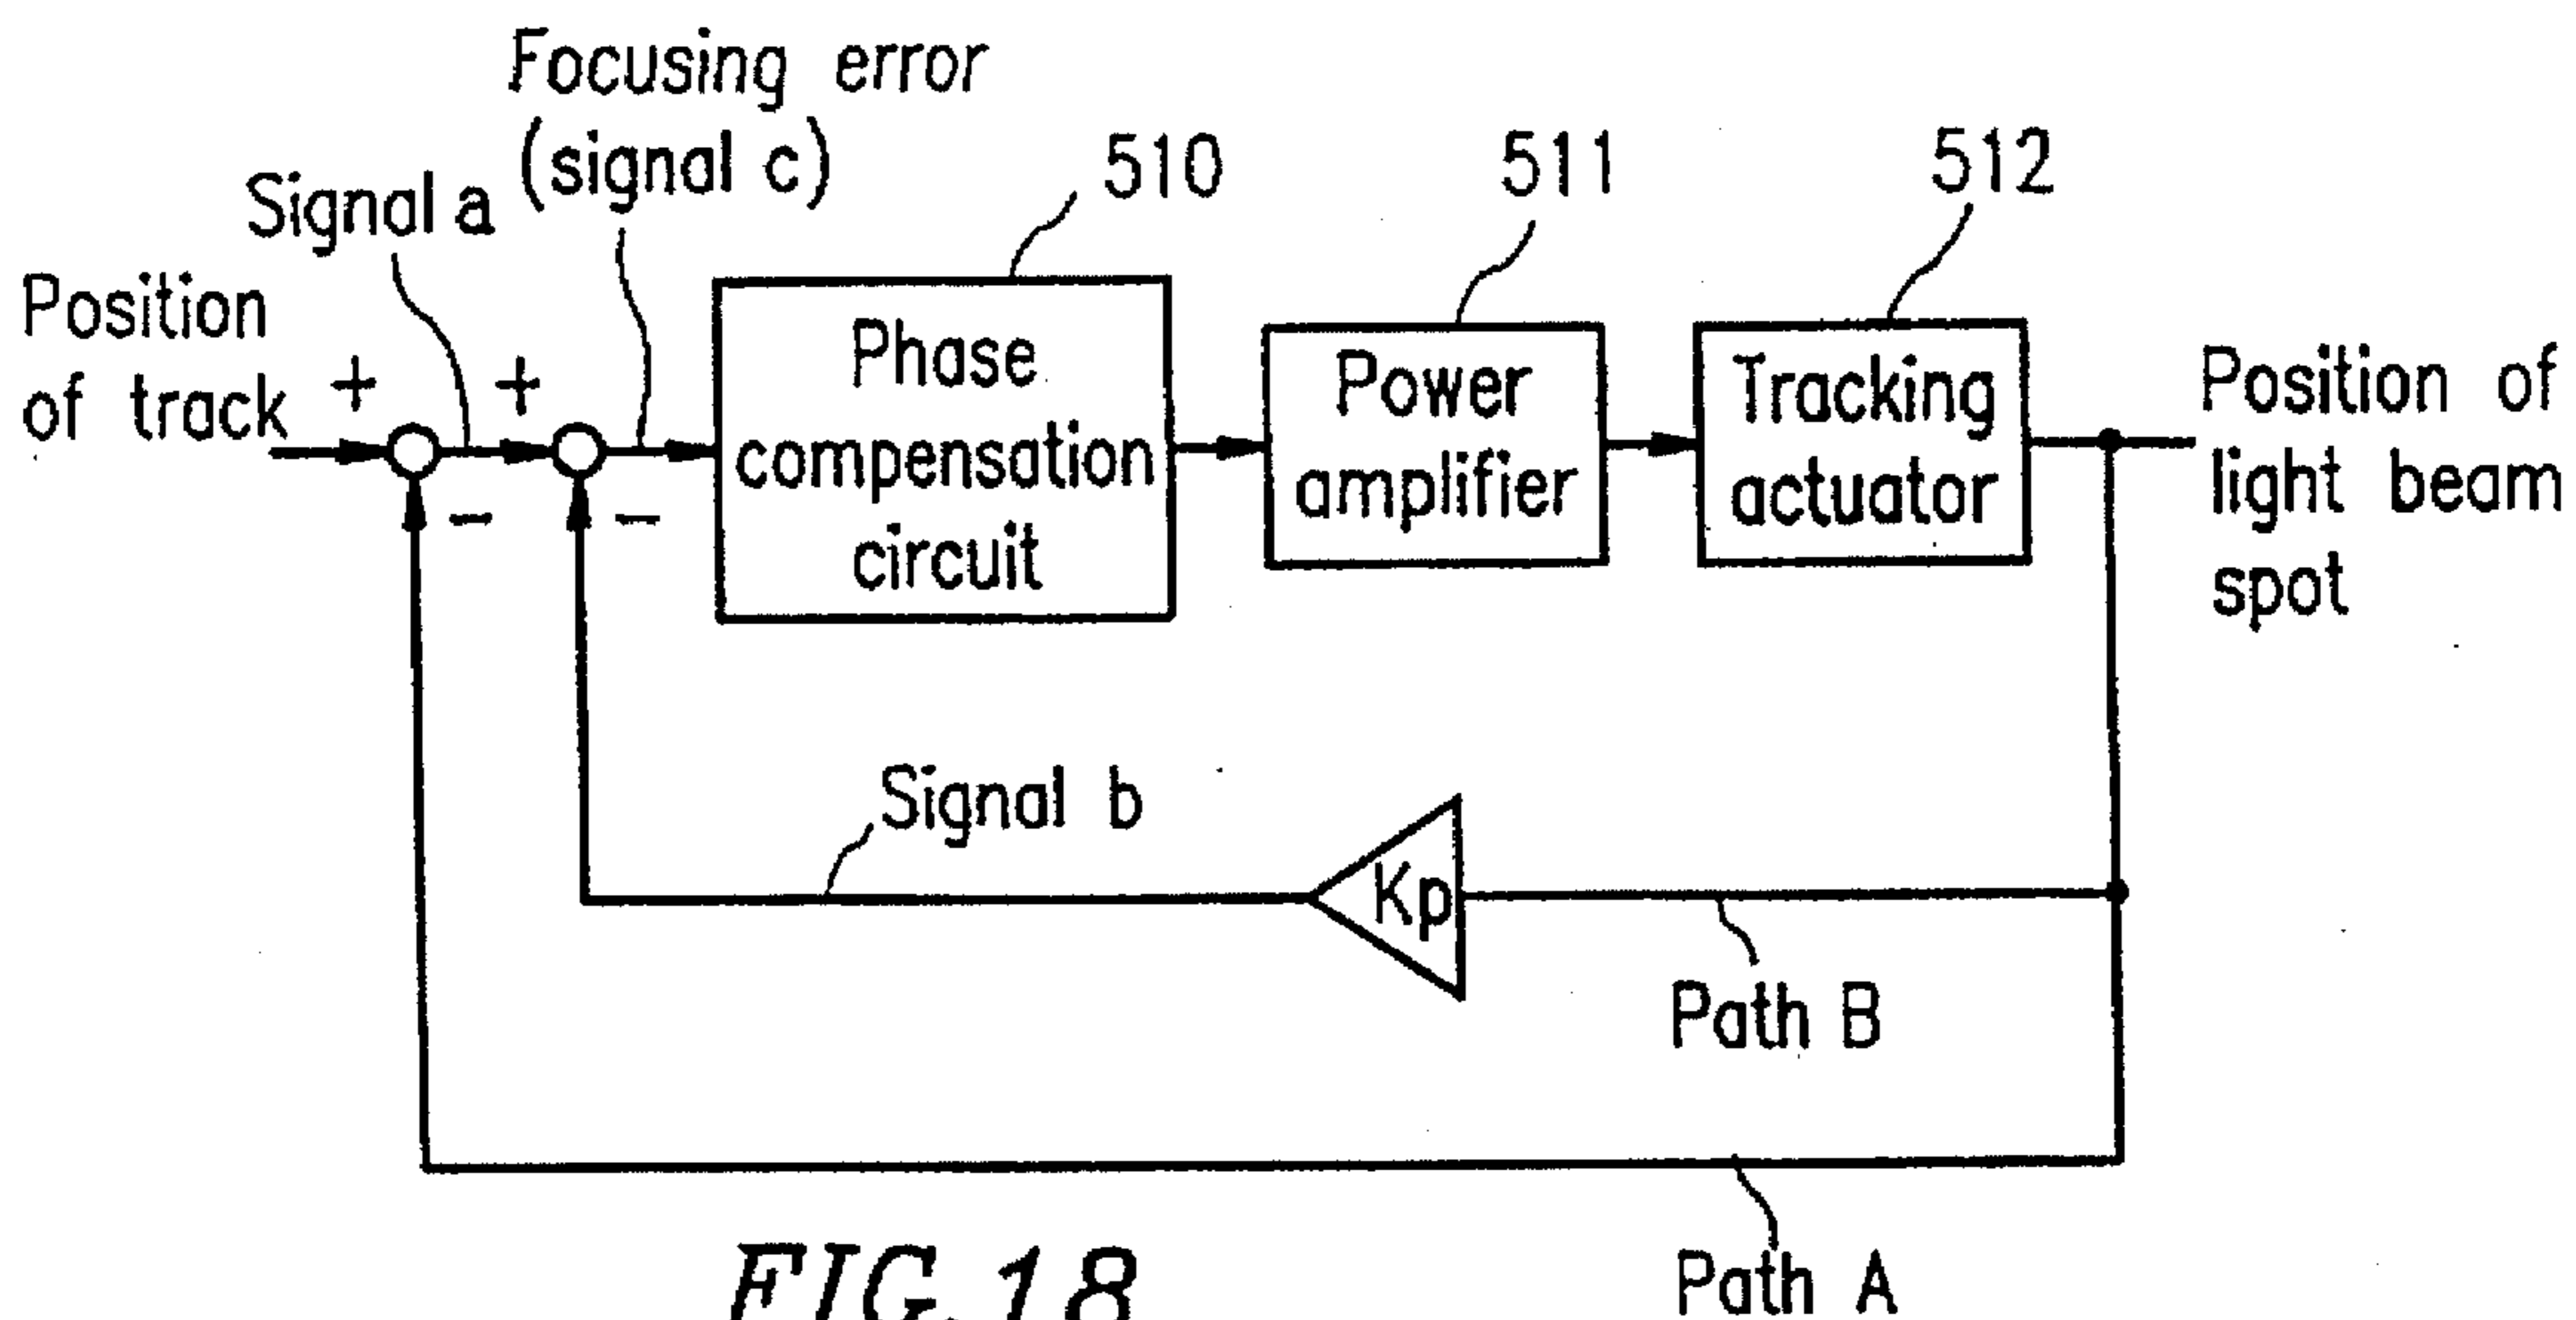 Focusing error
(signal c)
Signal a
510
511
512
Position
of track
+
+
-
-
Phase
compensation
circuit
Power
amplifier
Tracking
actuator
Position of
light beam
spot
Signal b
Kp
Path B
Path A
FIG. 18